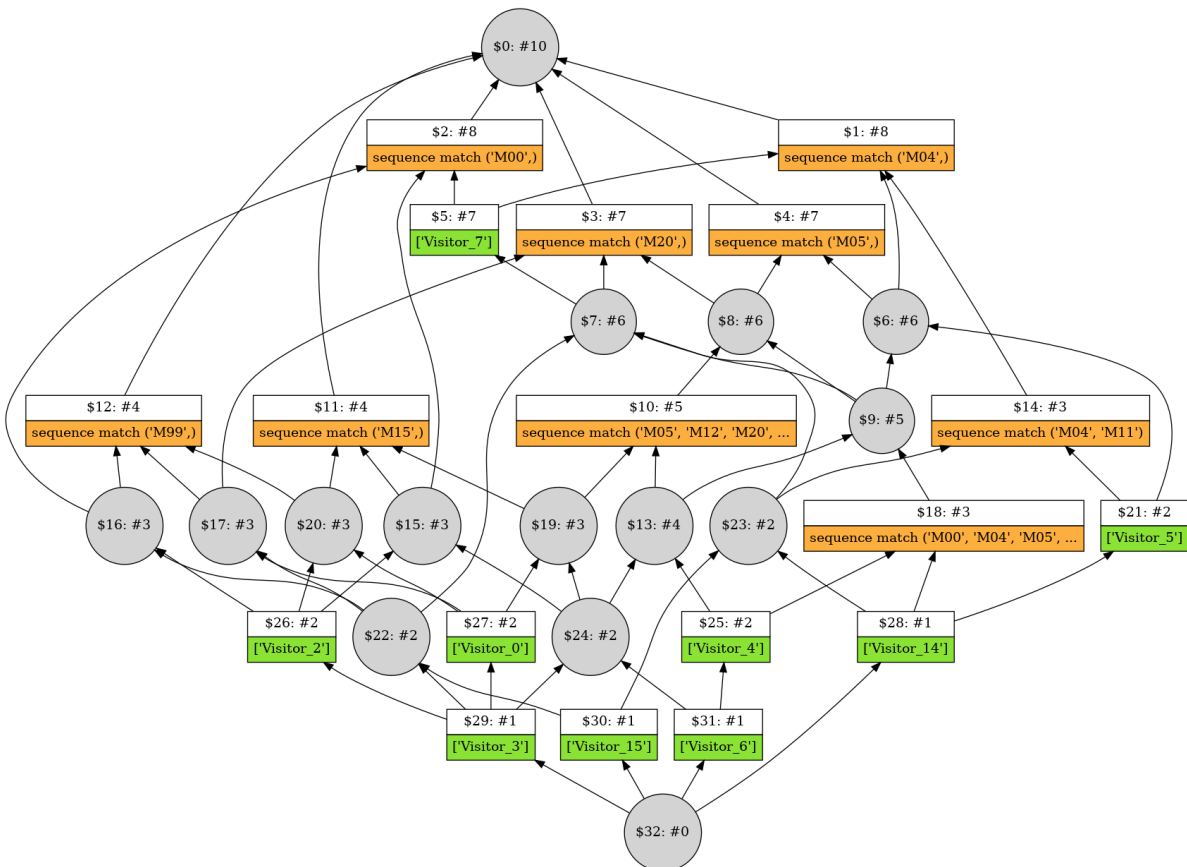 $0: #10
$2: #8
sequence match ('M00',)
$1: #8
sequence match ('M04',)
$5: #7
['Visitor_7']
$3: #7
sequence match ('M20',)
$4: #7
sequence match ('M05',)
$7: #6
$8: #6
$6: #6
$12: #4
sequence match ('M99',)
$11: #4
sequence match ('M15',)
$10: #5
sequence match ('M05', 'M12', 'M20', ...
$9: #5
$14: #3
sequence match ('M04', 'M11')
$16: #3
$17: #3
$20: #3
$15: #3
$19: #3
$13: #4
$23: #2
$18: #3
sequence match ('M00', 'M04', 'M05', ...
$21: #2
['Visitor_5']
$26: #2
['Visitor_2']
$22: #2
$27: #2
['Visitor_0']
$24: #2
$25: #2
['Visitor_4']
$28: #1
['Visitor_14']
$29: #1
['Visitor_3']
$30: #1
['Visitor_15']
$31: #1
['Visitor_6']
$32: #0